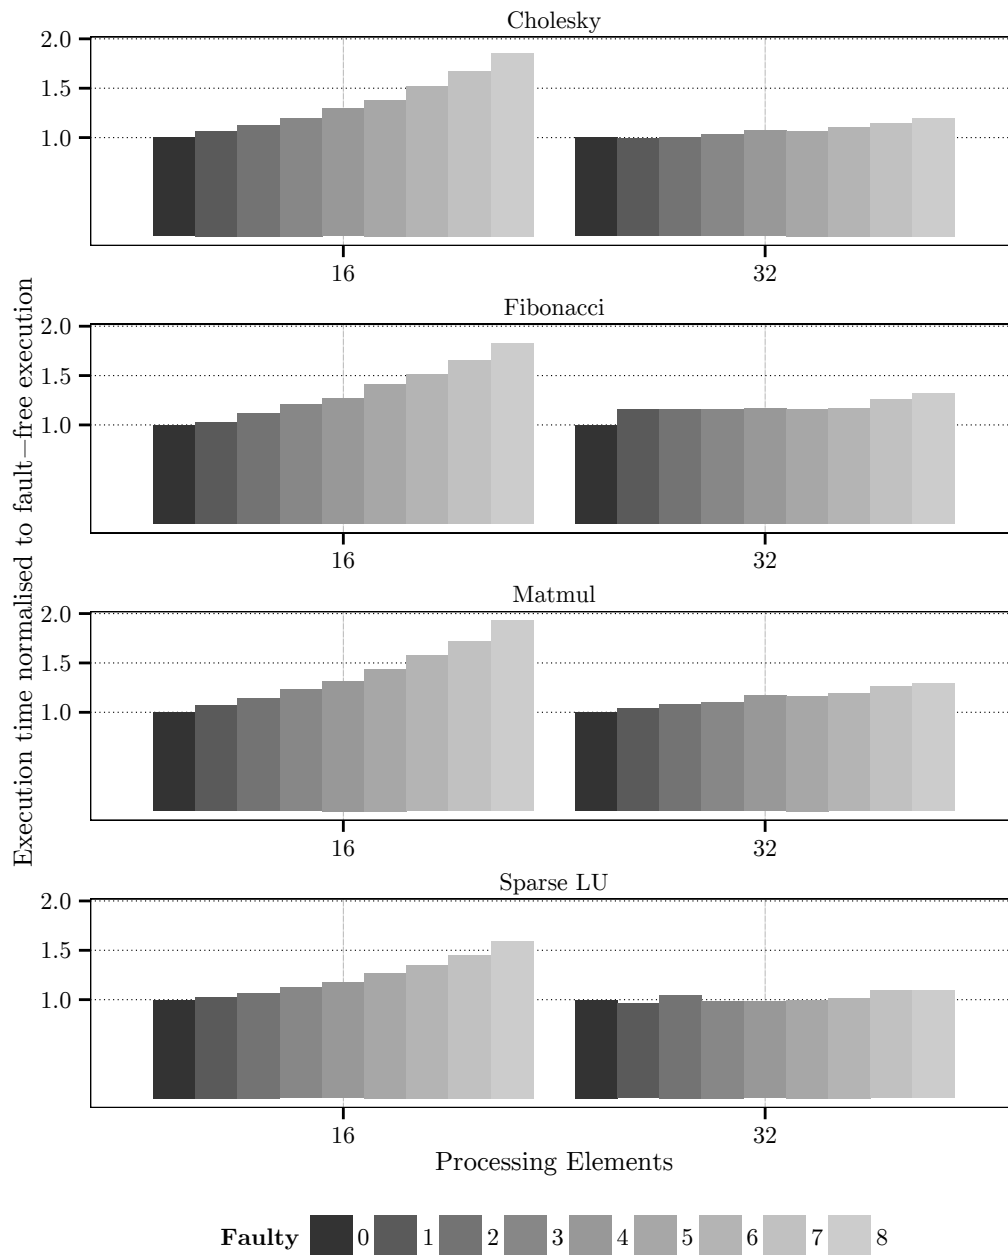 Cholesky
2.0
1.5
1.0
16 32
Fibonacci
2.0
1.5
1.0
16 32
Matmul
2.0
1.5
1.0
16 32
Sparse LU
2.0
1.5
1.0
16 32
Execution time normalised to fault−free execution
Processing Elements
Faulty 0 1 2 3 4 5 6 7 8